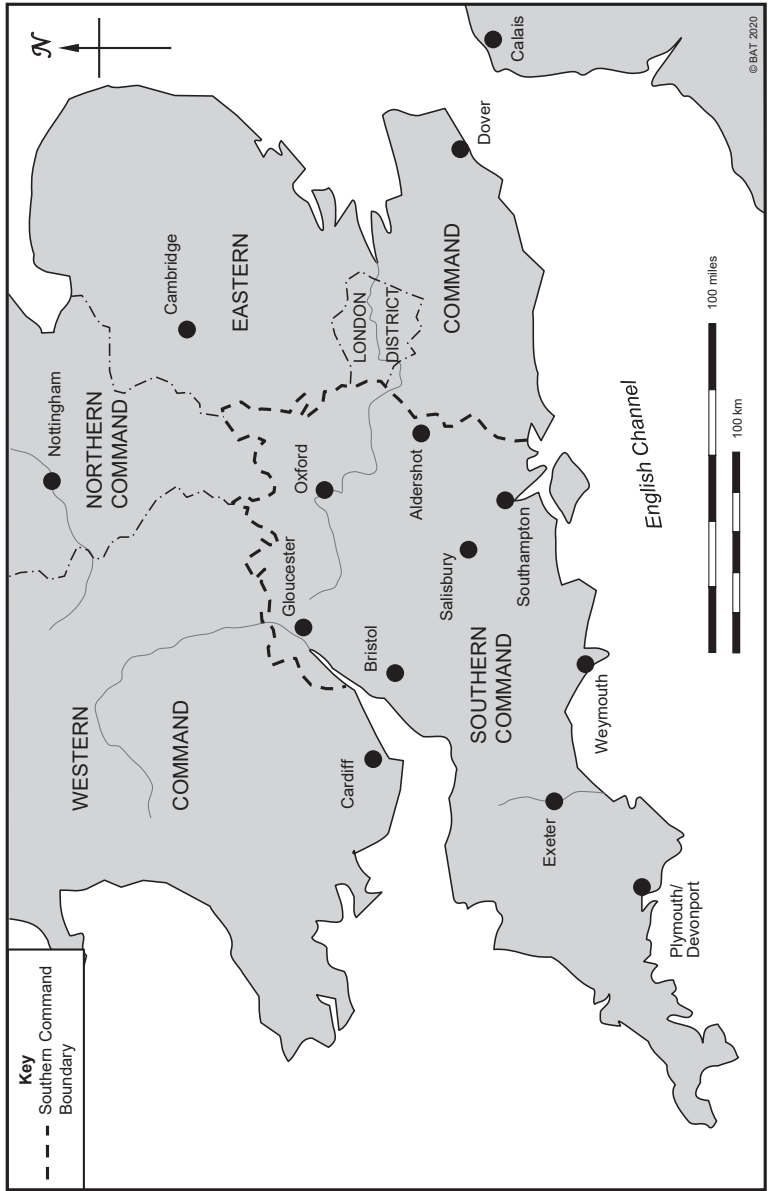 Key
Southern Command
Boundary
N
WESTERN
COMMAND
NORTHERN
COMMAND
Nottingham
Cambridge
EASTERN
COMMAND
LONDON
DISTRICT
Gloucester
Oxford
Cardiff
Bristol
Aldershot
Dover
Calais
SOUTHERN
COMMAND
Salisbury
Southampton
Exeter
Weymouth
Plymouth/
Devonport
English Channel
100 miles
100 km
© BAT 2020